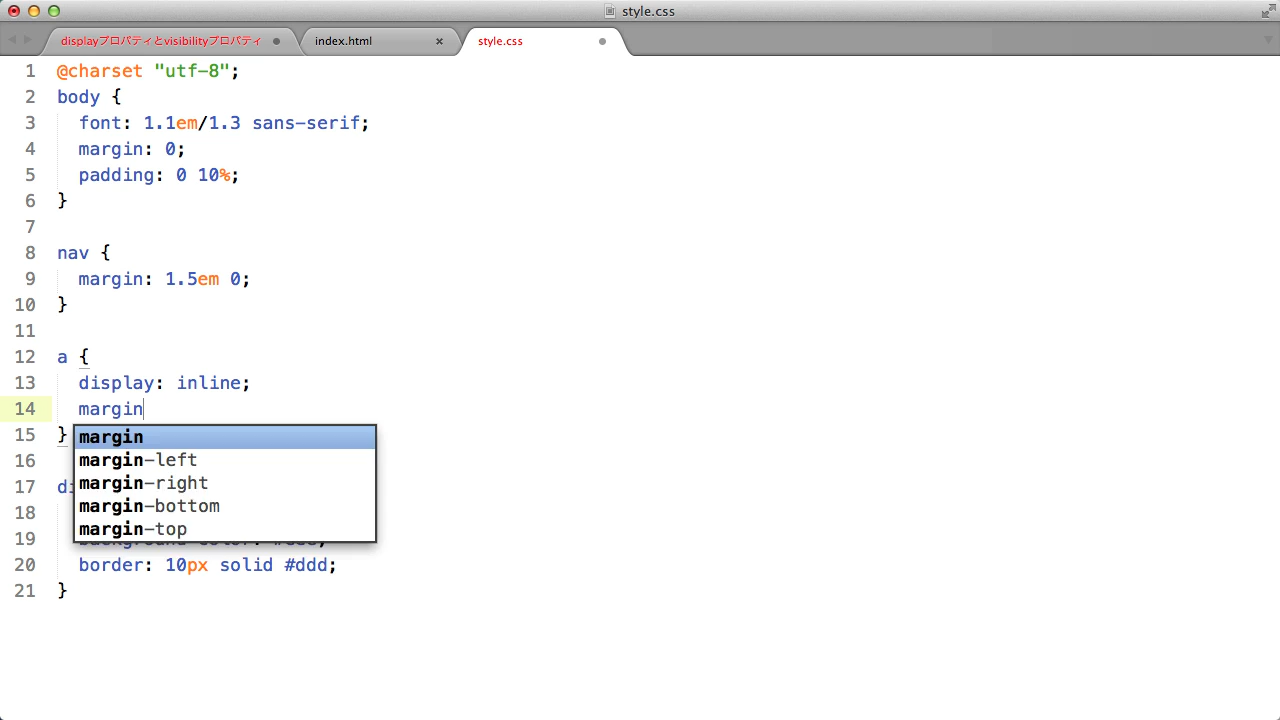 style.css
displayプロパティとvisibilityプロパティ
index.html
style.css
1 @charset "utf-8";
2 body {
3 font: 1.1em/1.3 sans-serif;
4 margin: 0;
5 padding: 0 10%;
6 }
7
8 nav {
9 margin: 1.5em 0;
10 }
11
12 a {
13 display: inline;
14 margin
15 }
margin
margin-left
margin-right
margin-bottom
margin-top
16
17
18
19
20 border: 10px solid #ddd;
21 }